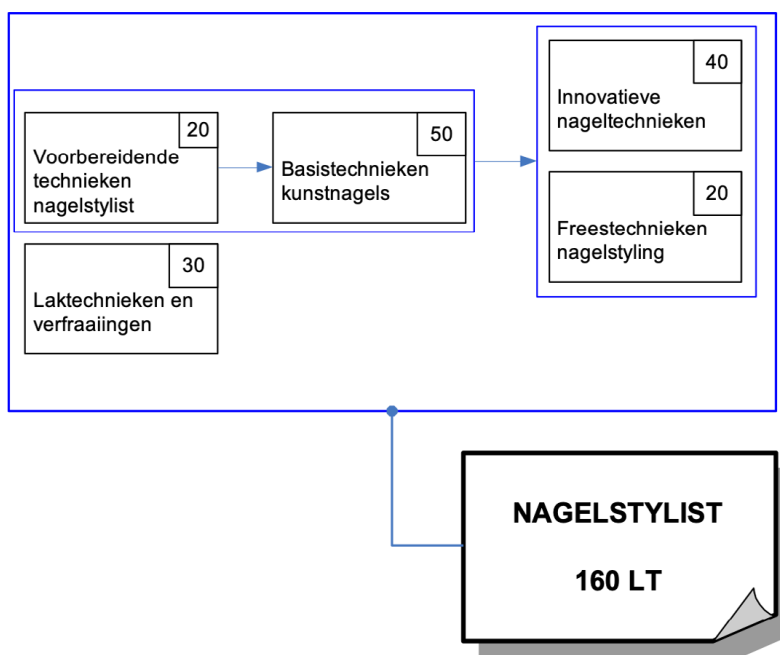 20
Voorbereidende
technieken
nagelstylist
50
Basistechnieken
kunstnagels
40
Innovatieve
nageltechnieken
20
Freestechnieken
nagelstyling
30
Laktechnieken en
verfraaiingen
NAGELSTYLIST
160 LT